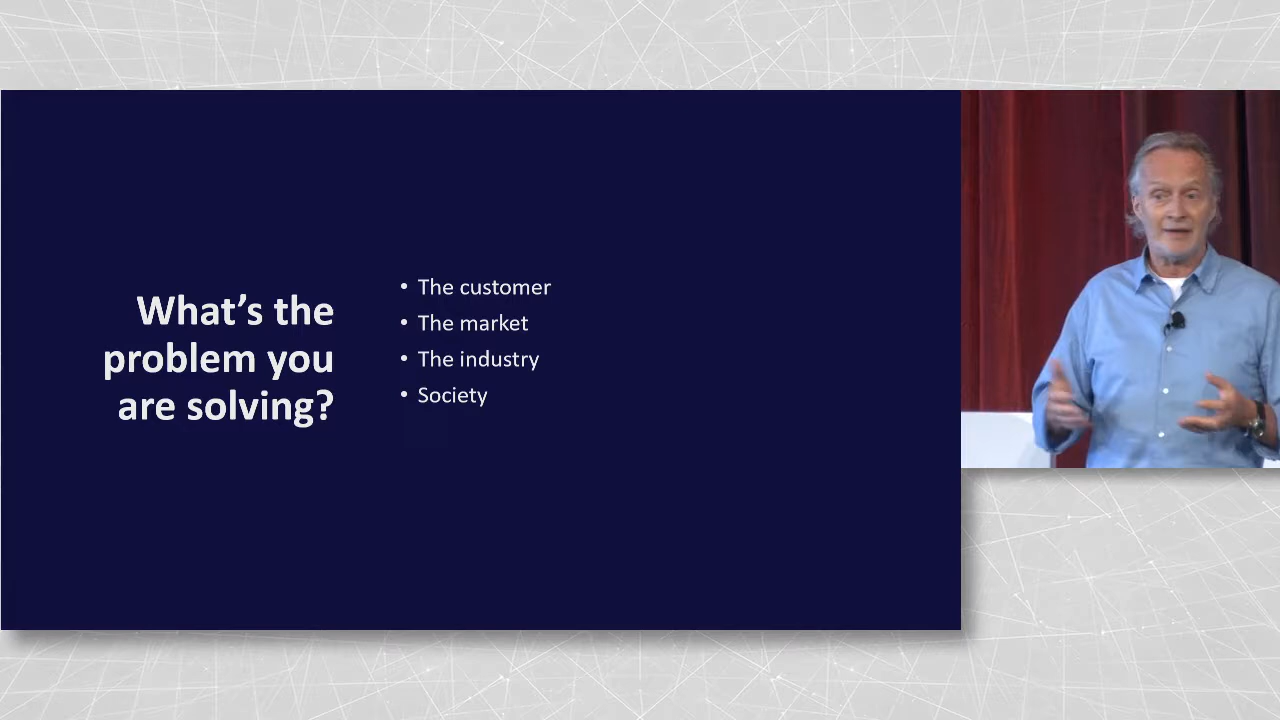 What’s the
problem you
are solving?
• The customer
• The market
• The industry
• Society